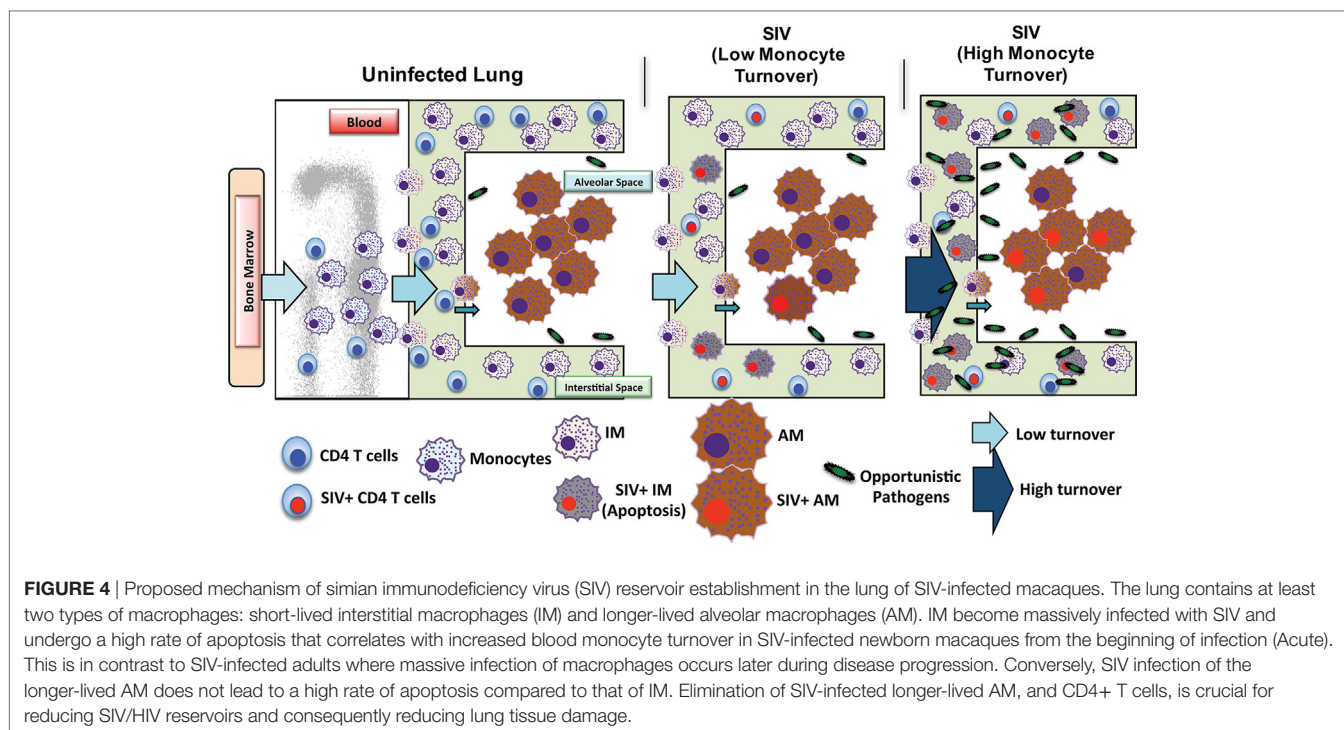 Uninfected Lung
SIV
(Low Monocyte
Turnover)
SIV
(High Monocyte
Turnover)
Blood
Bone Marrow
Alveolar Space
Interstitial Space
CD4 T cells
SIV+ CD4 T cells
Monocytes
IM
SIV+ IM
(Apoptosis)
AM
SIV+ AM
Opportunistic
Pathogens
Low turnover
High turnover
FIGURE 4 | Proposed mechanism of simian immunodeficiency virus (SIV) reservoir establishment in the lung of SIV-infected macaques. The lung contains at least
two types of macrophages: short-lived interstitial macrophages (IM) and longer-lived alveolar macrophages (AM). IM become massively infected with SIV and
undergo a high rate of apoptosis that correlates with increased blood monocyte turnover in SIV-infected newborn macaques from the beginning of infection (Acute).
This is in contrast to SIV-infected adults where massive infection of macrophages occurs later during disease progression. Conversely, SIV infection of the
longer-lived AM does not lead to a high rate of apoptosis compared to that of IM. Elimination of SIV-infected longer-lived AM, and CD4+ T cells, is crucial for
reducing SIV/HIV reservoirs and consequently reducing lung tissue damage.